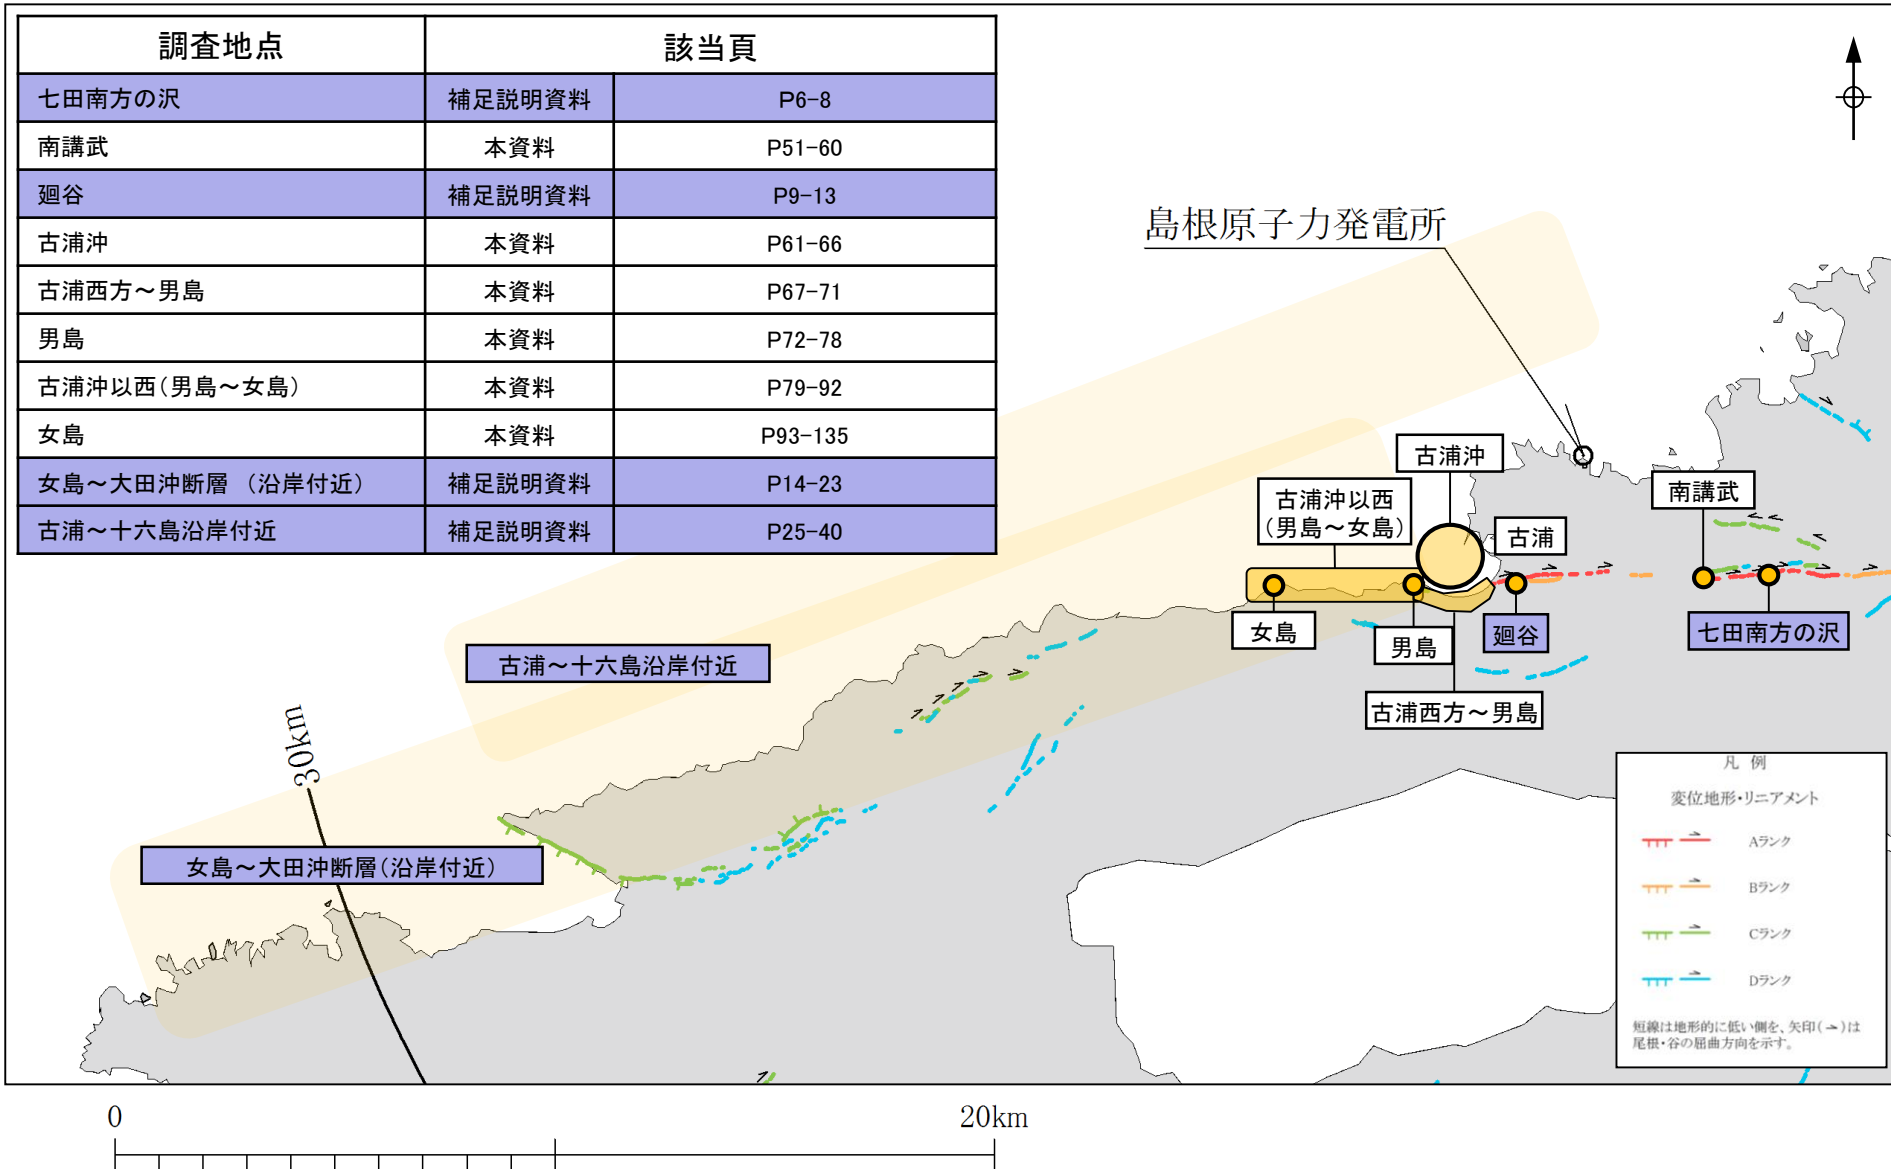 調査地点 該当頁
七田南方の沢 補足説明資料 P6-8
南講武 本資料 P51-60
廻谷 補足説明資料 P9-13
古浦沖 本資料 P61-66
古浦西方～男島 本資料 P67-71
男島 本資料 P72-78
古浦沖以西(男島～女島) 本資料 P79-92
女島 本資料 P93-135
女島～大田沖断層 (沿岸付近) 補足説明資料 P14-23
古浦～十六島沿岸付近 補足説明資料 P25-40
島根原子力発電所
古浦沖
南講武
古浦沖以西
(男島～女島)
古浦
女島
男島
廻谷
七田南方の沢
古浦～十六島沿岸付近
古浦西方～男島
30km
女島～大田沖断層(沿岸付近)
凡 例
変位地形・リニアメント
Aランク
Bランク
Cランク
Dランク
短線は地形的に低い側を、矢印(→)は
尾根・谷の屈曲方向を示す。
0 20km